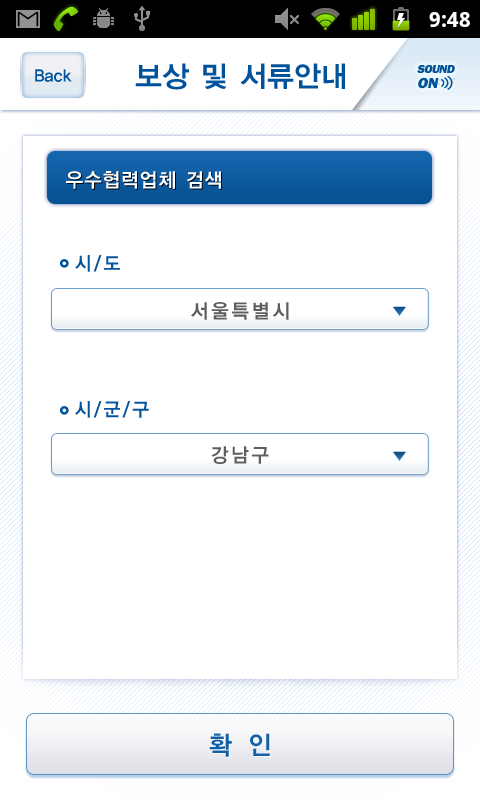 9:48
Back
보상 및 서류안내
SOUND
ON
우수협력업체 검색
시/도
서울특별시
시/군/구
강남구
확 인